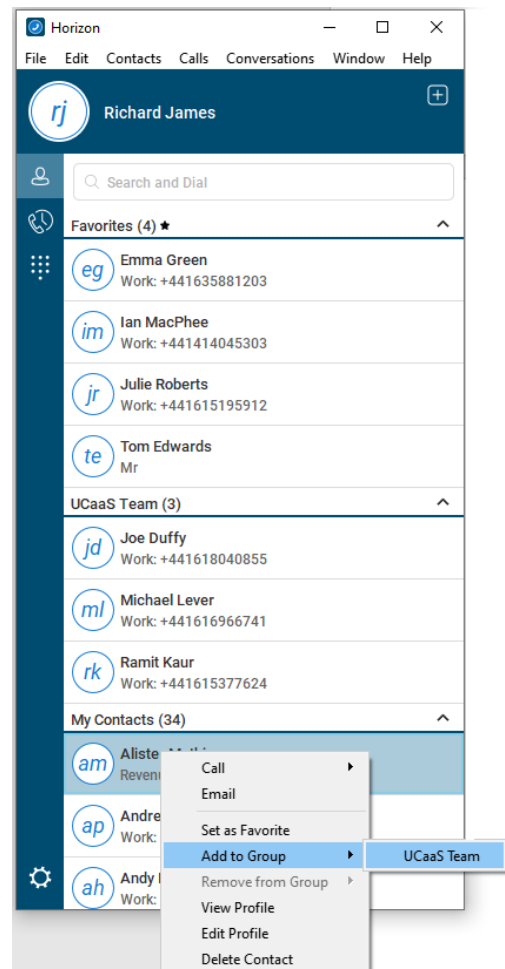 Horizon
File Edit Contacts Calls Conversations Window Help
rj Richard James
Search and Dial
Favorites (4) ★
eg Emma Green
Work: +441635881203
im Ian MacPhee
Work: +441414045303
jr Julie Roberts
Work: +441615195912
te Tom Edwards
Mr
UCaaS Team (3)
jd Joe Duffy
Work: +441618040855
ml Michael Lever
Work: +441616966741
rk Ramit Kaur
Work: +441615377624
My Contacts (34)
am
ap
Work:
ah Andy
Work:
Call
Email
Set as Favorite
Add to Group
UCaaS Team
Remove from Group
View Profile
Edit Profile
Delete Contact